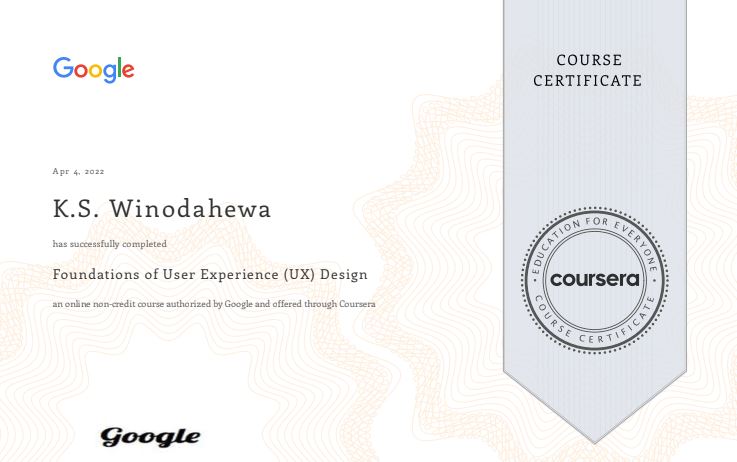 Google
COURSE
CERTIFICATE
Apr 4, 2022
K.S. Winodahewa
has successfully completed
Foundations of User Experience (UX) Design
an online non-credit course authorized by Google and offered through Coursera
EDUCATION FOR EVERYONE
coursera
COURSE CERTIFICATE
Google